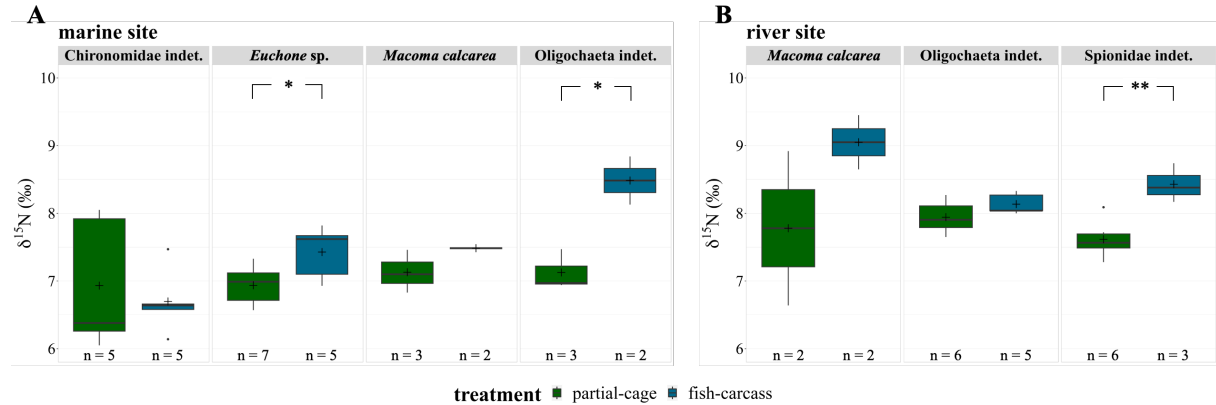 A
marine site
Chironomidae indet. Euchone sp. Macoma calcarea Oligochaeta indet.
δ¹⁵N (‰)
10
9
8
7
6
* *
n = 5 n = 5 n = 7 n = 5 n = 3 n = 2 n = 3 n = 2
B
river site
Macoma calcarea Oligochaeta indet. Spionidae indet.
δ¹⁵N (‰)
10
9
8
7
6
**
n = 2 n = 2 n = 6 n = 5 n = 6 n = 3
treatment partial-cage fish-carcass